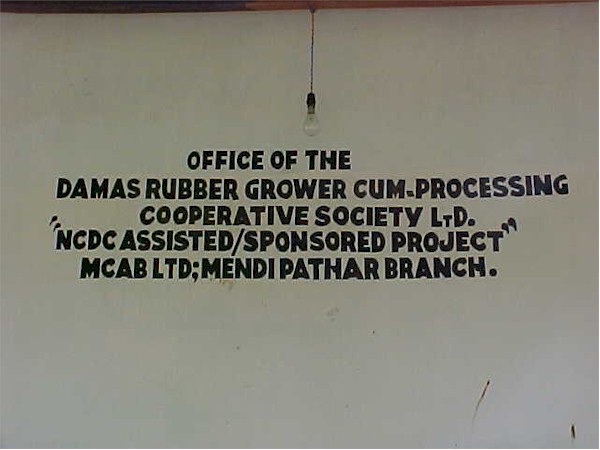 OFFICE OF THE
DAMAS RUBBER GROWER CUM-PROCESSING
COOPERATIVE SOCIETY LTD.
"NCDC ASSISTED/SPONSORED PROJECT"
MCAB LTD;MENDI PATHAR BRANCH.